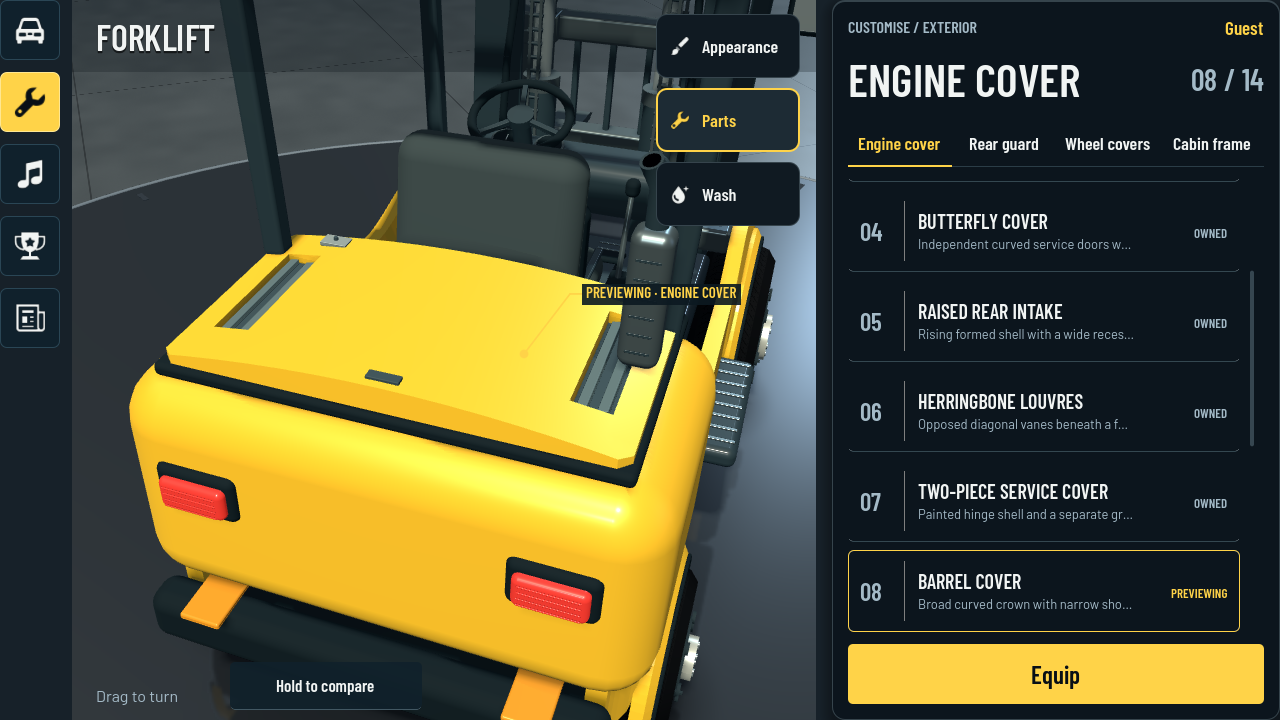 FORKLIFT
Appearance
Parts
Wash
PREVIEWING · ENGINE COVER
Drag to turn
Hold to compare
CUSTOMISE / EXTERIOR
Guest
ENGINE COVER
08 / 14
Engine cover
Rear guard
Wheel covers
Cabin frame
04
BUTTERFLY COVER
Independent curved service doors w...
OWNED
05
RAISED REAR INTAKE
Rising formed shell with a wide reces...
OWNED
06
HERRINGBONE LOUVRES
Opposed diagonal vanes beneath a f...
OWNED
07
TWO-PIECE SERVICE COVER
Painted hinge shell and a separate gr...
OWNED
08
BARREL COVER
Broad curved crown with narrow sho...
PREVIEWING
Equip